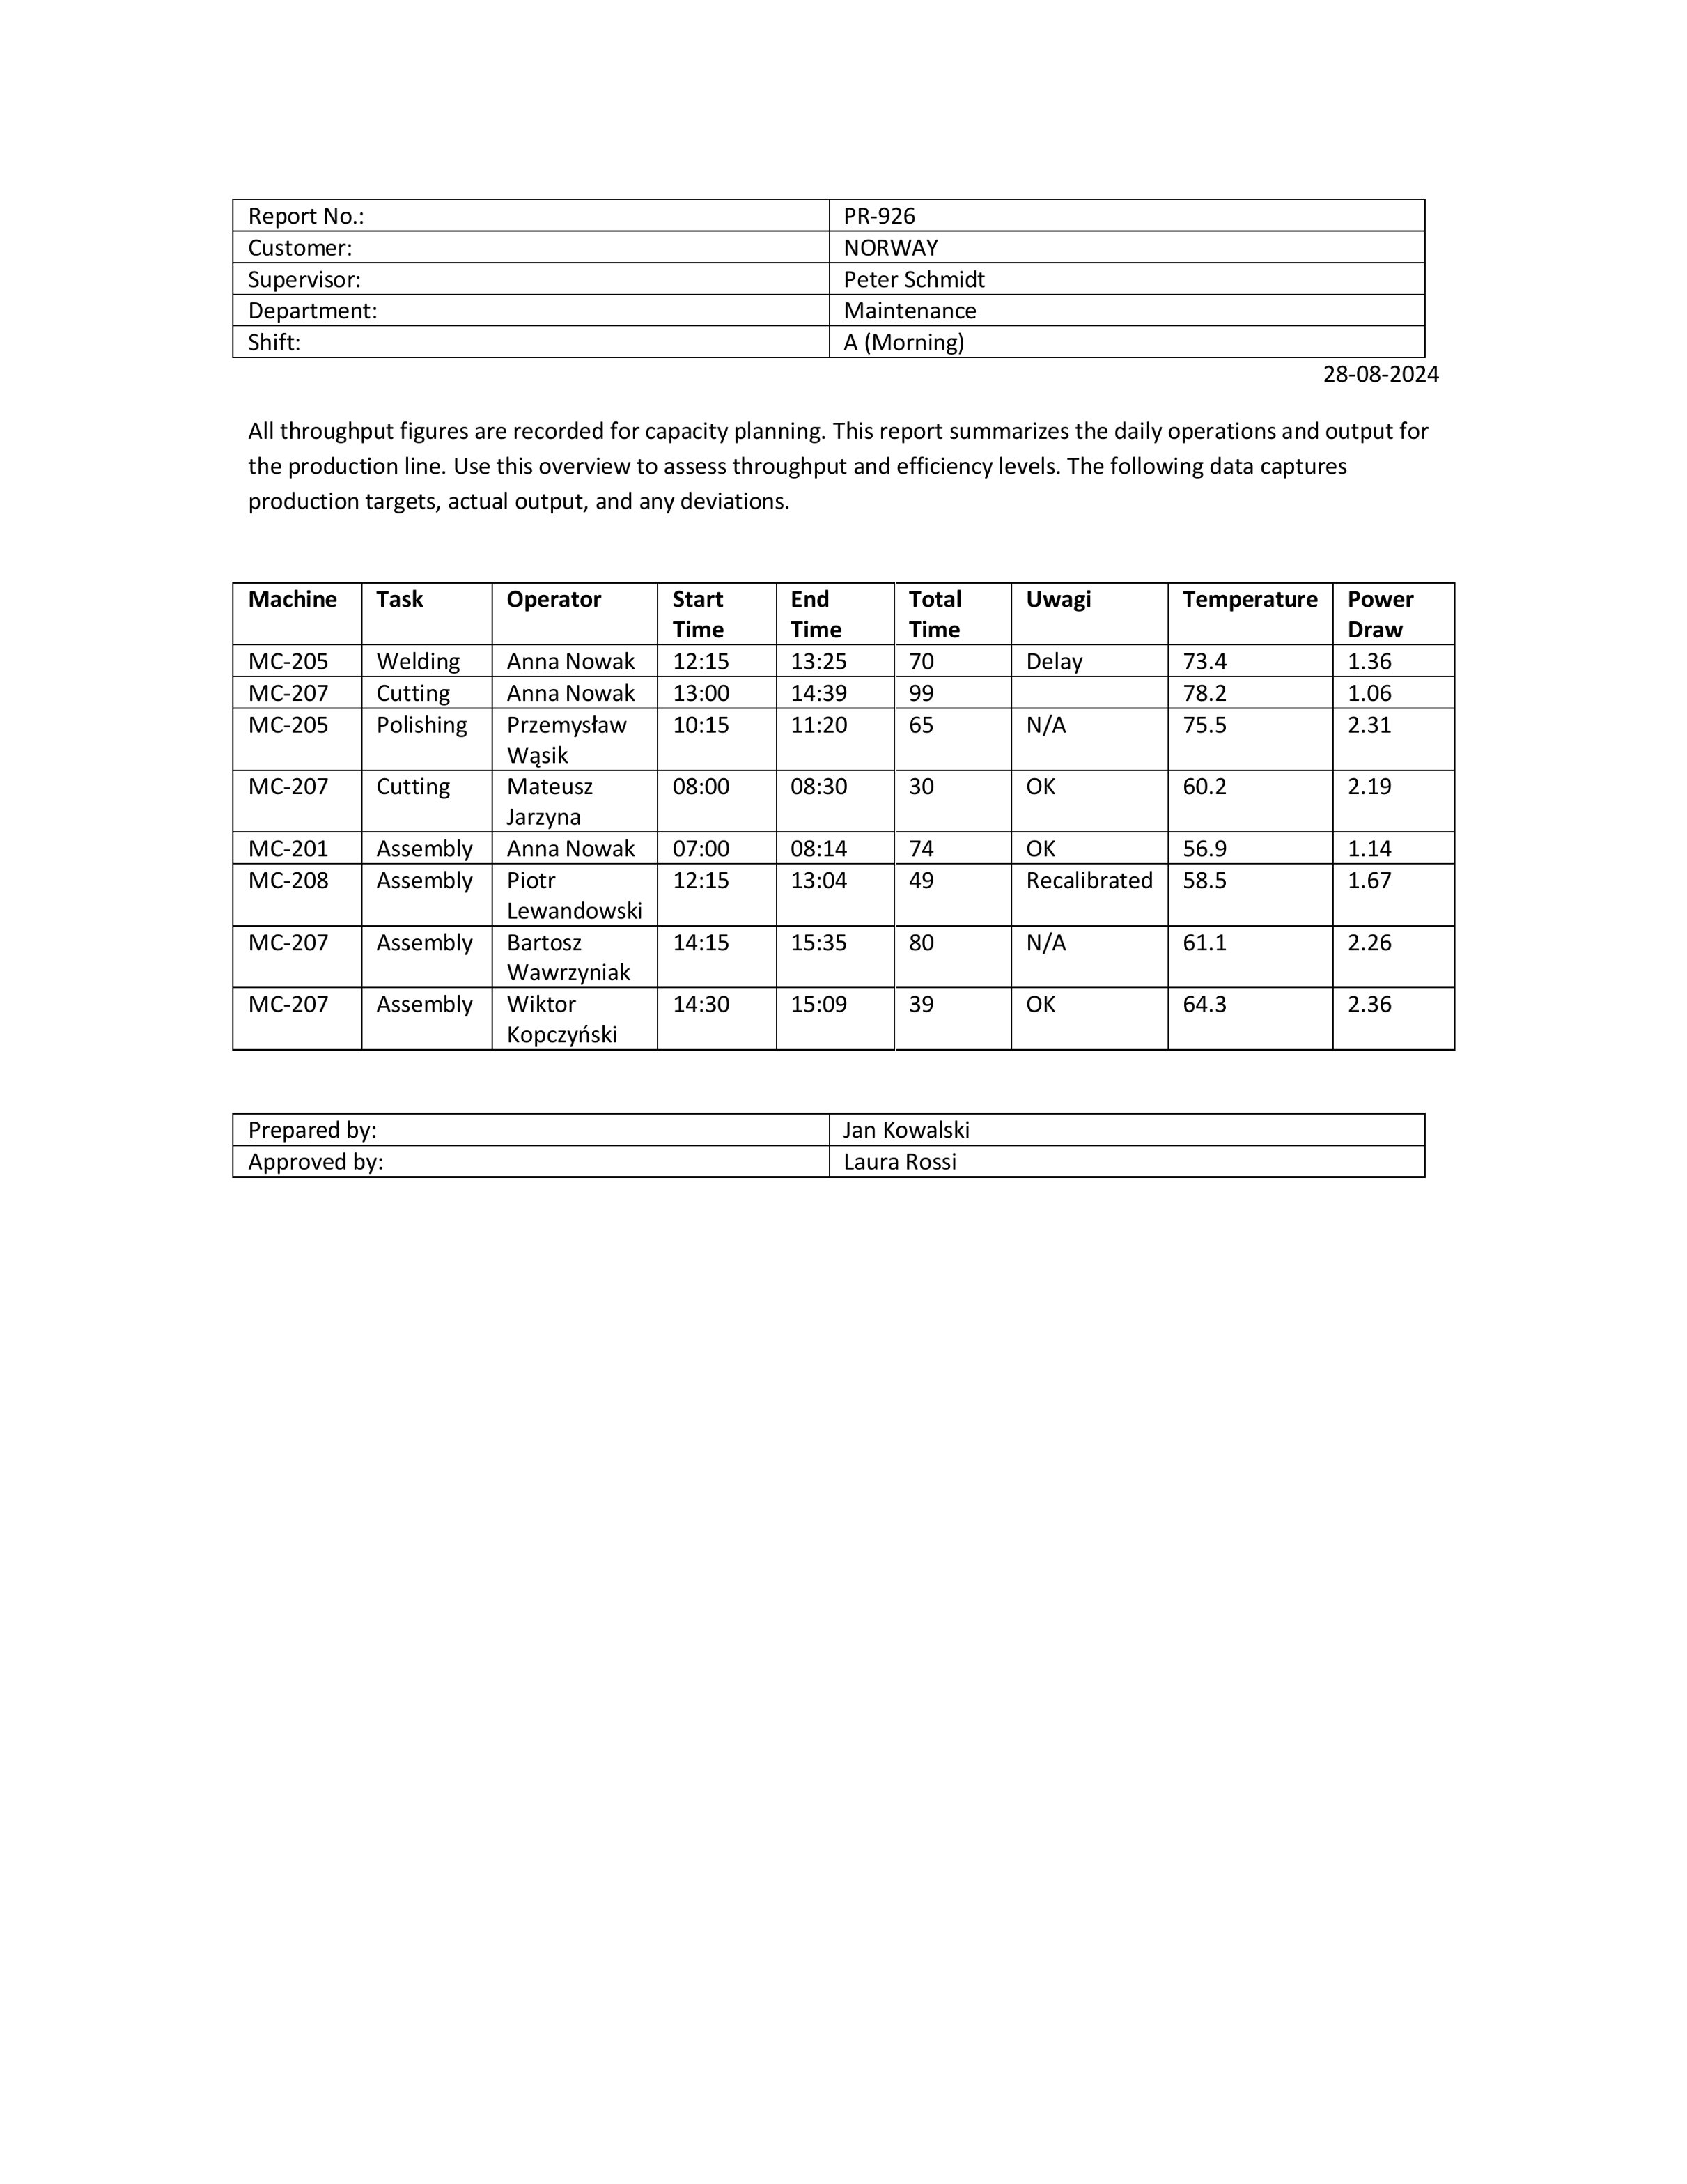 Report No.: PR-926
Customer: NORWAY
Supervisor: Peter Schmidt
Department: Maintenance
Shift: A (Morning)
28-08-2024
All throughput figures are recorded for capacity planning. This report summarizes the daily operations and output for
the production line. Use this overview to assess throughput and efficiency levels. The following data captures
production targets, actual output, and any deviations.
Machine Task Operator Start Time End Time Total Time Uwagi Temperature Power Draw
MC-205 Welding Anna Nowak 12:15 13:25 70 Delay 73.4 1.36
MC-207 Cutting Anna Nowak 13:00 14:39 99 78.2 1.06
MC-205 Polishing Przemysław Wąsik 10:15 11:20 65 N/A 75.5 2.31
MC-207 Cutting Mateusz Jarzyna 08:00 08:30 30 OK 60.2 2.19
MC-201 Assembly Anna Nowak 07:00 08:14 74 OK 56.9 1.14
MC-208 Assembly Piotr Lewandowski 12:15 13:04 49 Recalibrated 58.5 1.67
MC-207 Assembly Bartosz Wawrzyniak 14:15 15:35 80 N/A 61.1 2.26
MC-207 Assembly Wiktor Kopczyński 14:30 15:09 39 OK 64.3 2.36
Prepared by: Jan Kowalski
Approved by: Laura Rossi